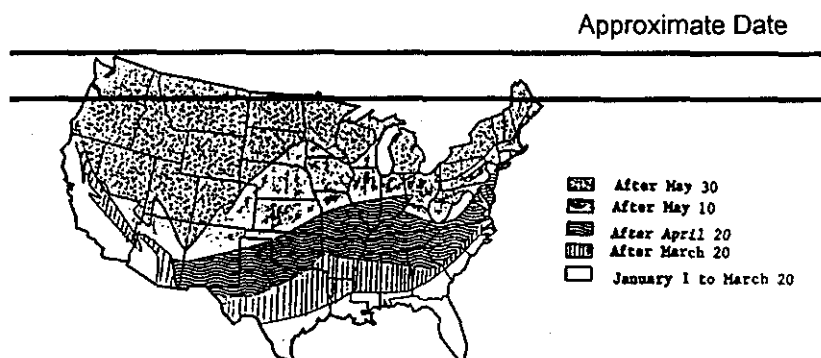 Approximate Date
After May 30
After May 10
After April 20
After March 20
January 1 to March 20